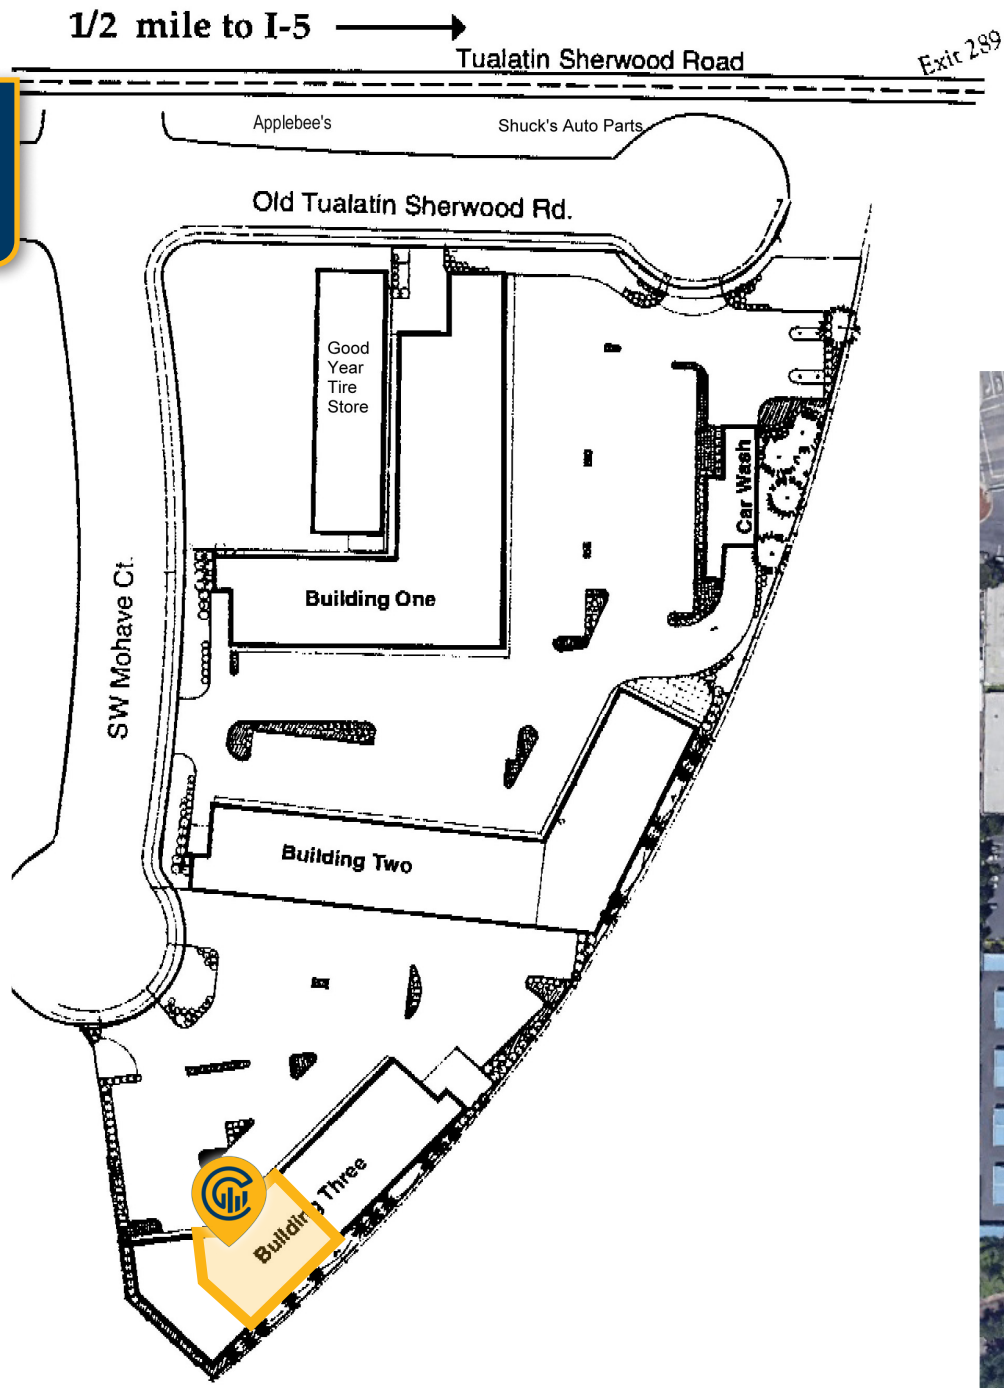 1/2 mile to I-5
Tualatin Sherwood Road
Exit 289
Applebee's
Shuck's Auto Parts
Old Tualatin Sherwood Rd.
Good
Year
Tire
Store
Car Wash
Building One
SW Mohave Ct.
Building Two
Building Three